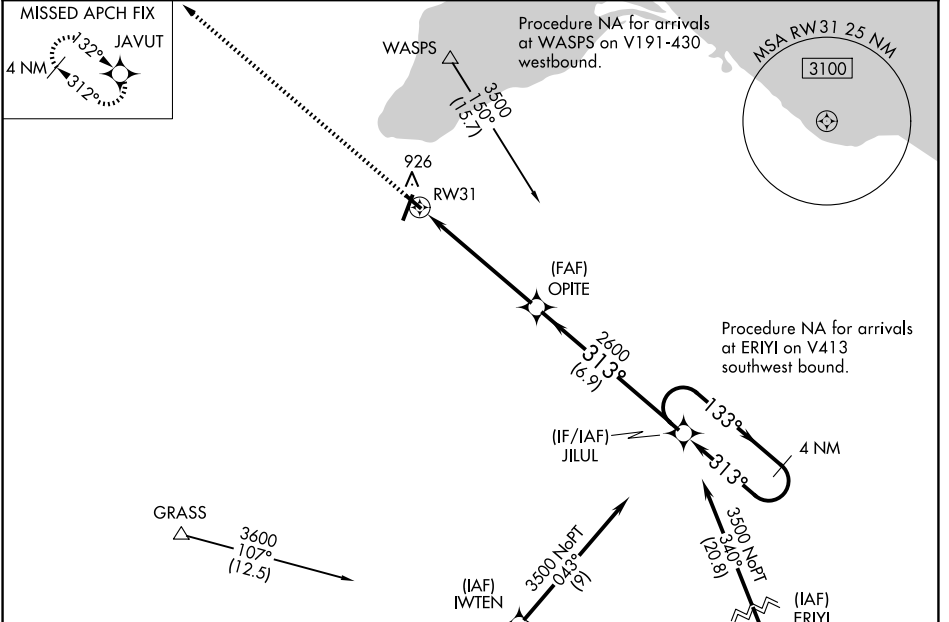 MISSED APCH FIX
132°
JAVUT
4 NM
312°
Procedure NA for arrivals
at WASPS on V191-430
westbound.
MSA RW31 25 NM
3100
WASPS
3500
150°
(15.7)
926
RW31
(FAF)
OPITE
2600
313°
(6.9)
Procedure NA for arrivals
at ERIYI on V413
southwest bound.
(IF/IAF)
JILUL
133°
4 NM
313°
GRASS
3600
107°
(12.5)
(IAF)
IWTEN
3500 NoPT
043°
(9)
3500 NoPT
340°
(20.8)
(IAF)
ERIYI